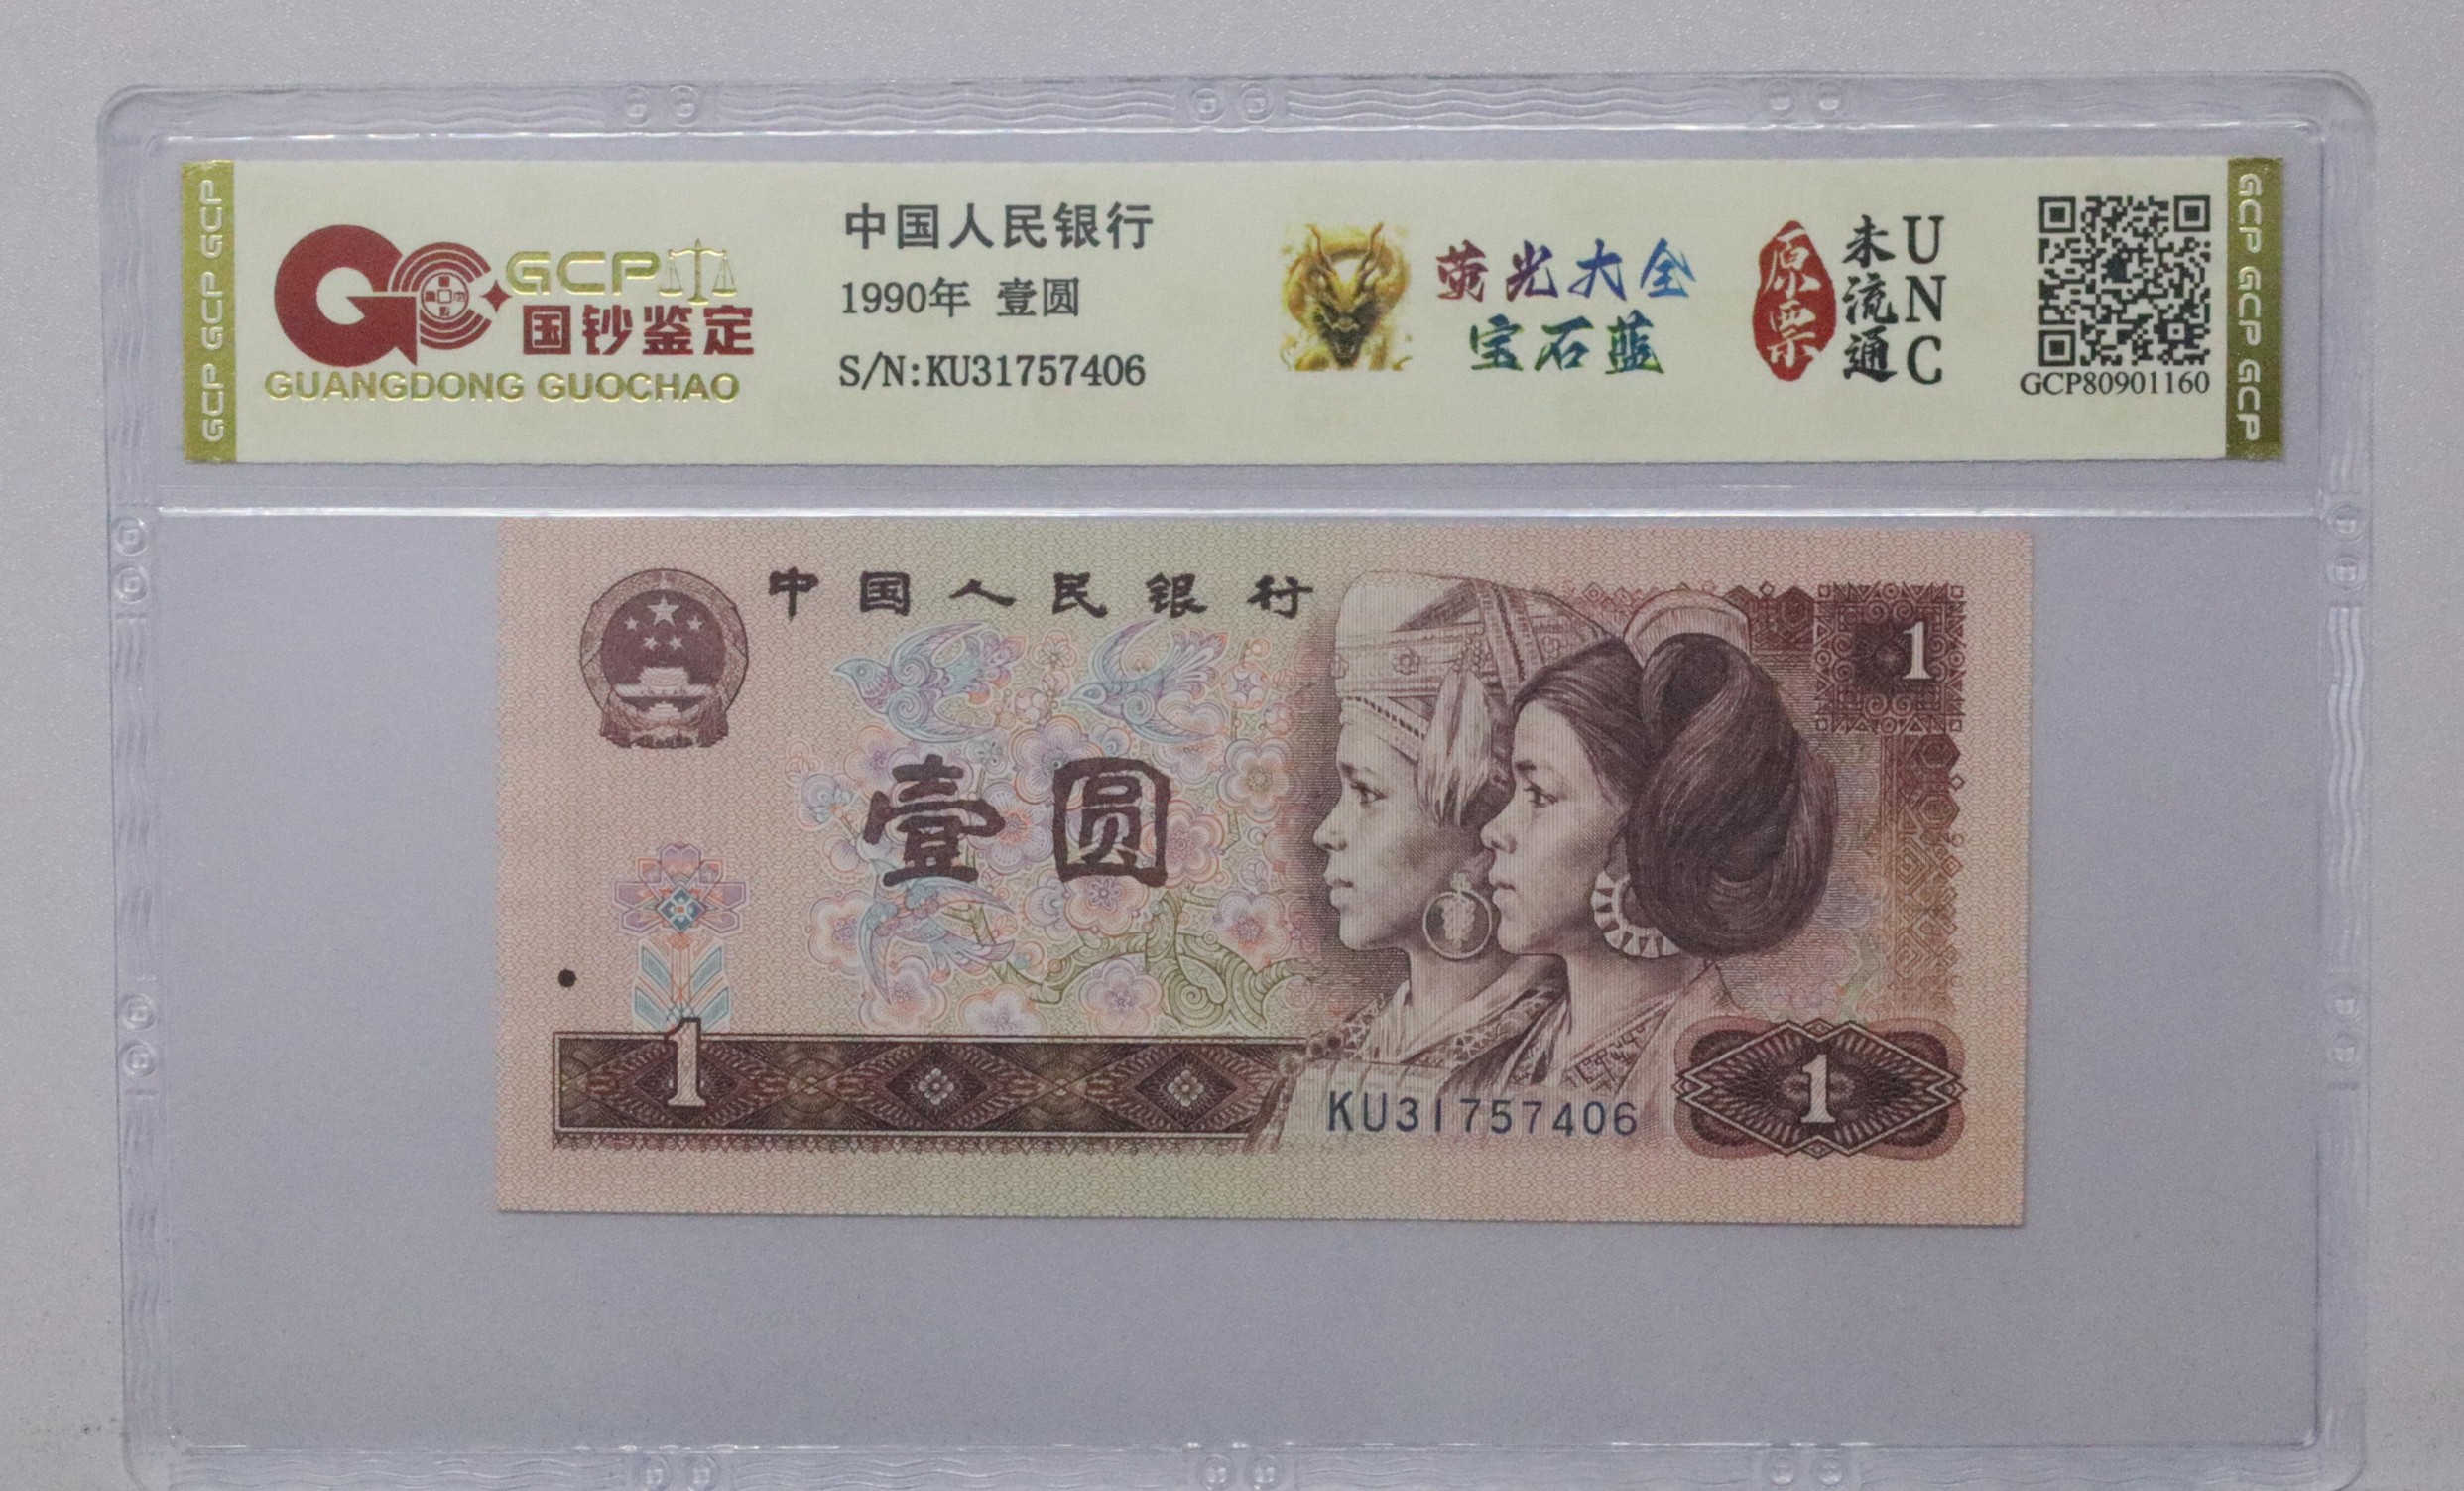 GCP GCP GCP
GCP
国钞鉴定
GUANGDONG GUOCHAO
中国人民银行
1990年 壹圆
S/N:KU31757406
荧光大全
宝石蓝
原票
未流通
UNC
GCP80901160
GCP GCP GCP
中国人民银行
1
壹圆
1
KU31757406
1